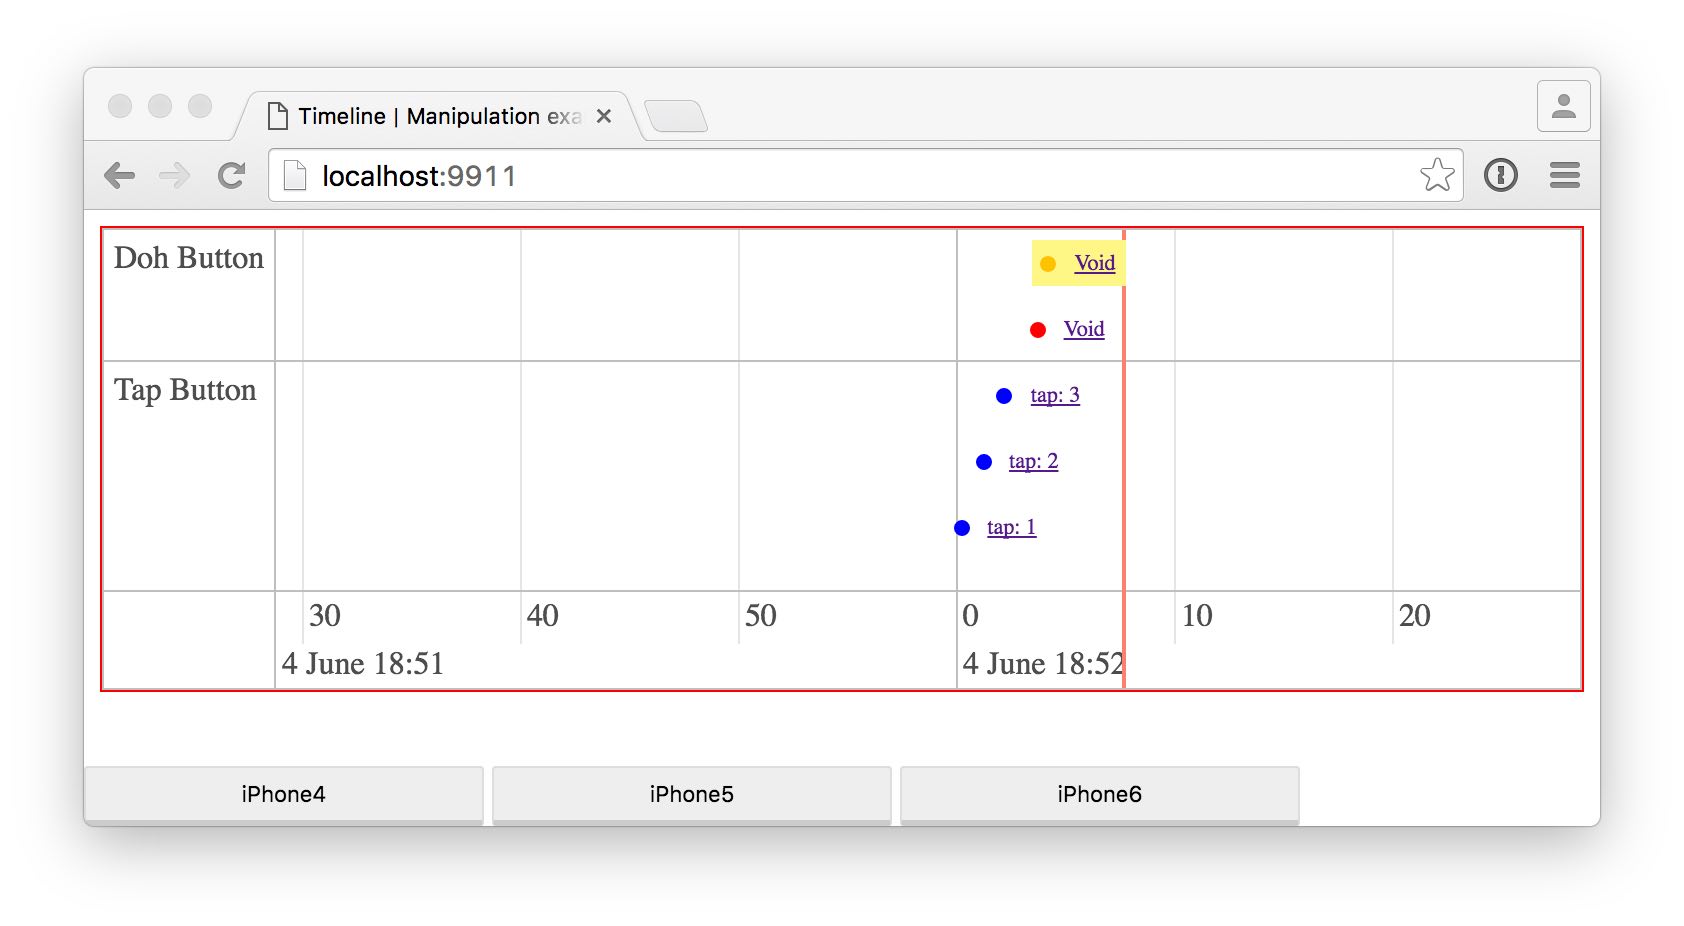 Timeline | Manipulation exa
localhost:9911
Doh Button
Void
Void
Tap Button
tap: 3
tap: 2
tap: 1
30 40 50 0 10 20
4 June 18:51 4 June 18:52
iPhone4 iPhone5 iPhone6